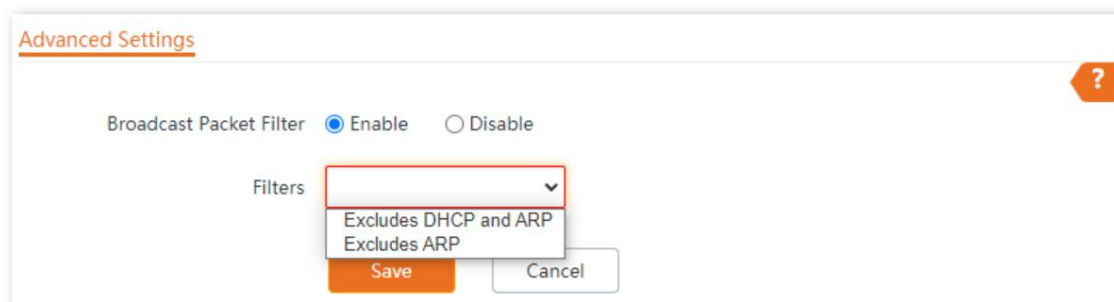 Advanced Settings
?
Broadcast Packet Filter Enable Disable
Filters
Excludes DHCP and ARP
Excludes ARP
Save Cancel